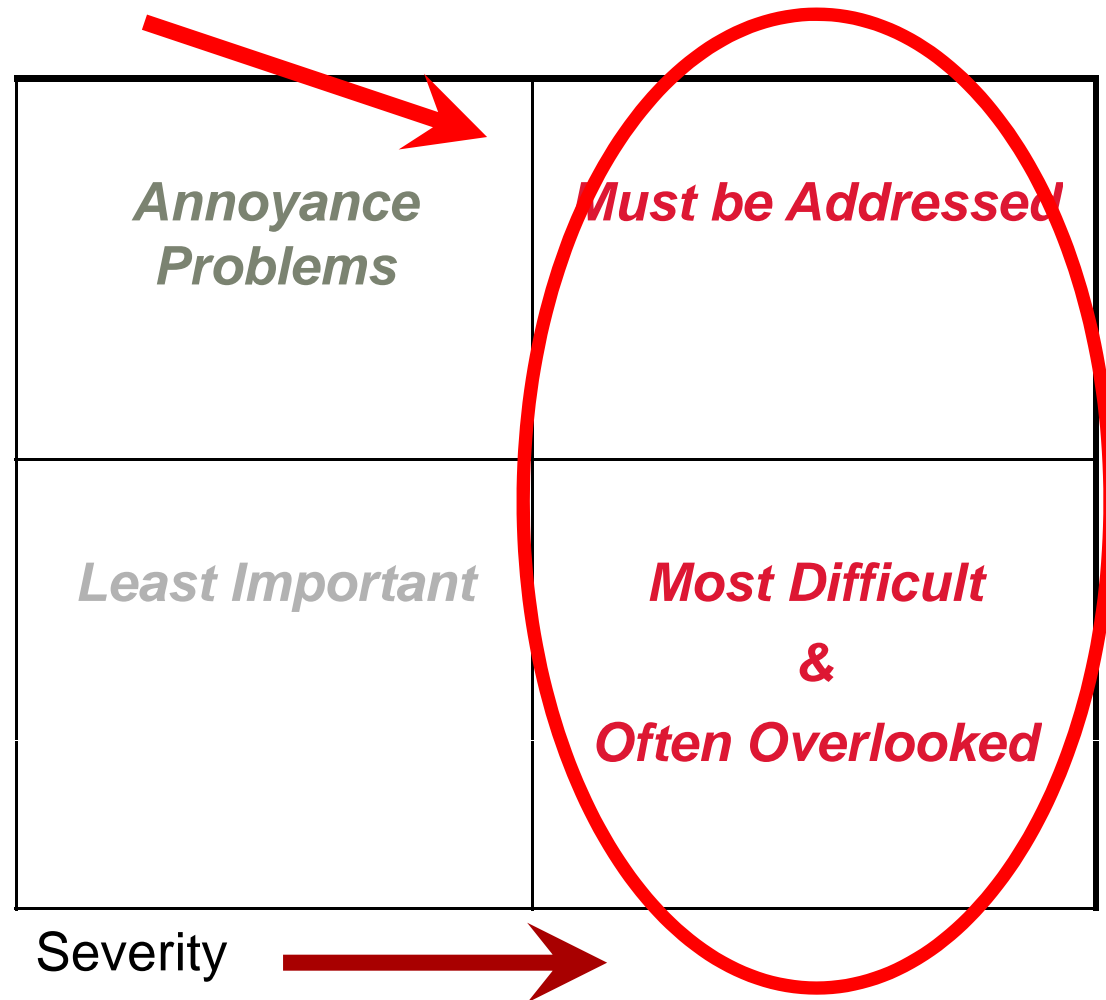 Annoyance
Problems
Must be Addressed
Least Important
Most Difficult
&
Often Overlooked
Severity